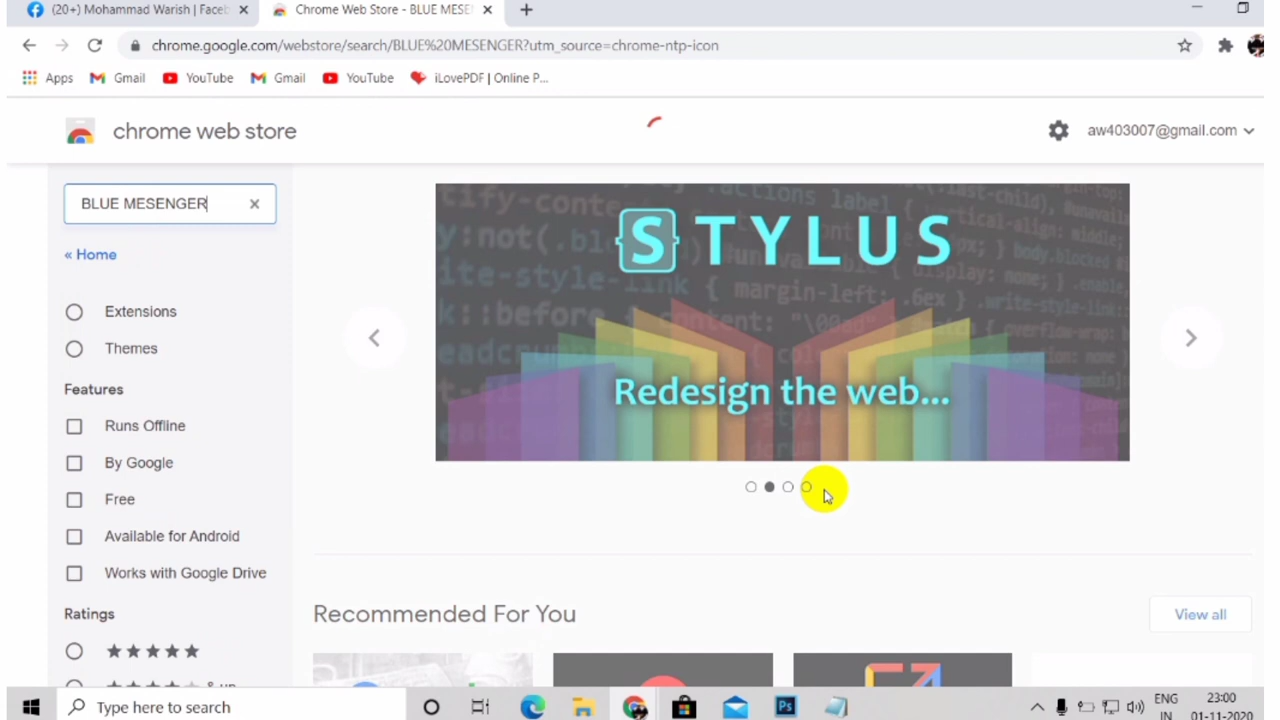 (20+) Mohammad Warish | Faceb
Chrome Web Store - BLUE MESE
chrome.google.com/webstore/search/BLUE%20MESENGER?utm_source=chrome-ntp-icon
Apps Gmail YouTube Gmail YouTube iLovePDF | Online P...
chrome web store
aw403007@gmail.com
BLUE MESENGER
« Home
Extensions
Themes
Features
Runs Offline
By Google
Free
Available for Android
Works with Google Drive
Ratings
STYLUS
Redesign the web...
Recommended For You
View all
Type here to search
Ps
ENG
IN
23:00
01-11-2020